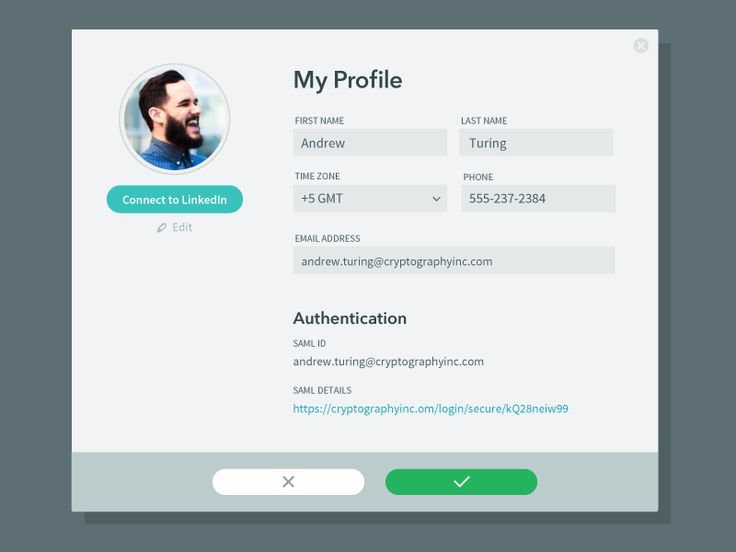 My Profile
FIRST NAME
LAST NAME
Andrew
Turing
TIME ZONE
PHONE
+5 GMT
555-237-2384
EMAIL ADDRESS
andrew.turing@cryptographyinc.com
Connect to LinkedIn
Edit
Authentication
SAML ID
andrew.turing@cryptographyinc.com
SAML DETAILS
https://cryptographyinc.om/login/secure/kQ28neiw99